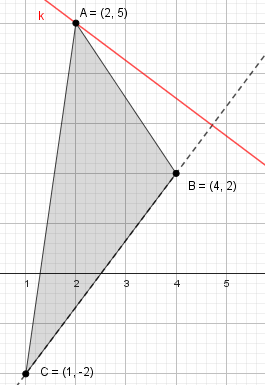 k
A = (2, 5)
B = (4, 2)
1 2 3 4 5
C = (1, -2)